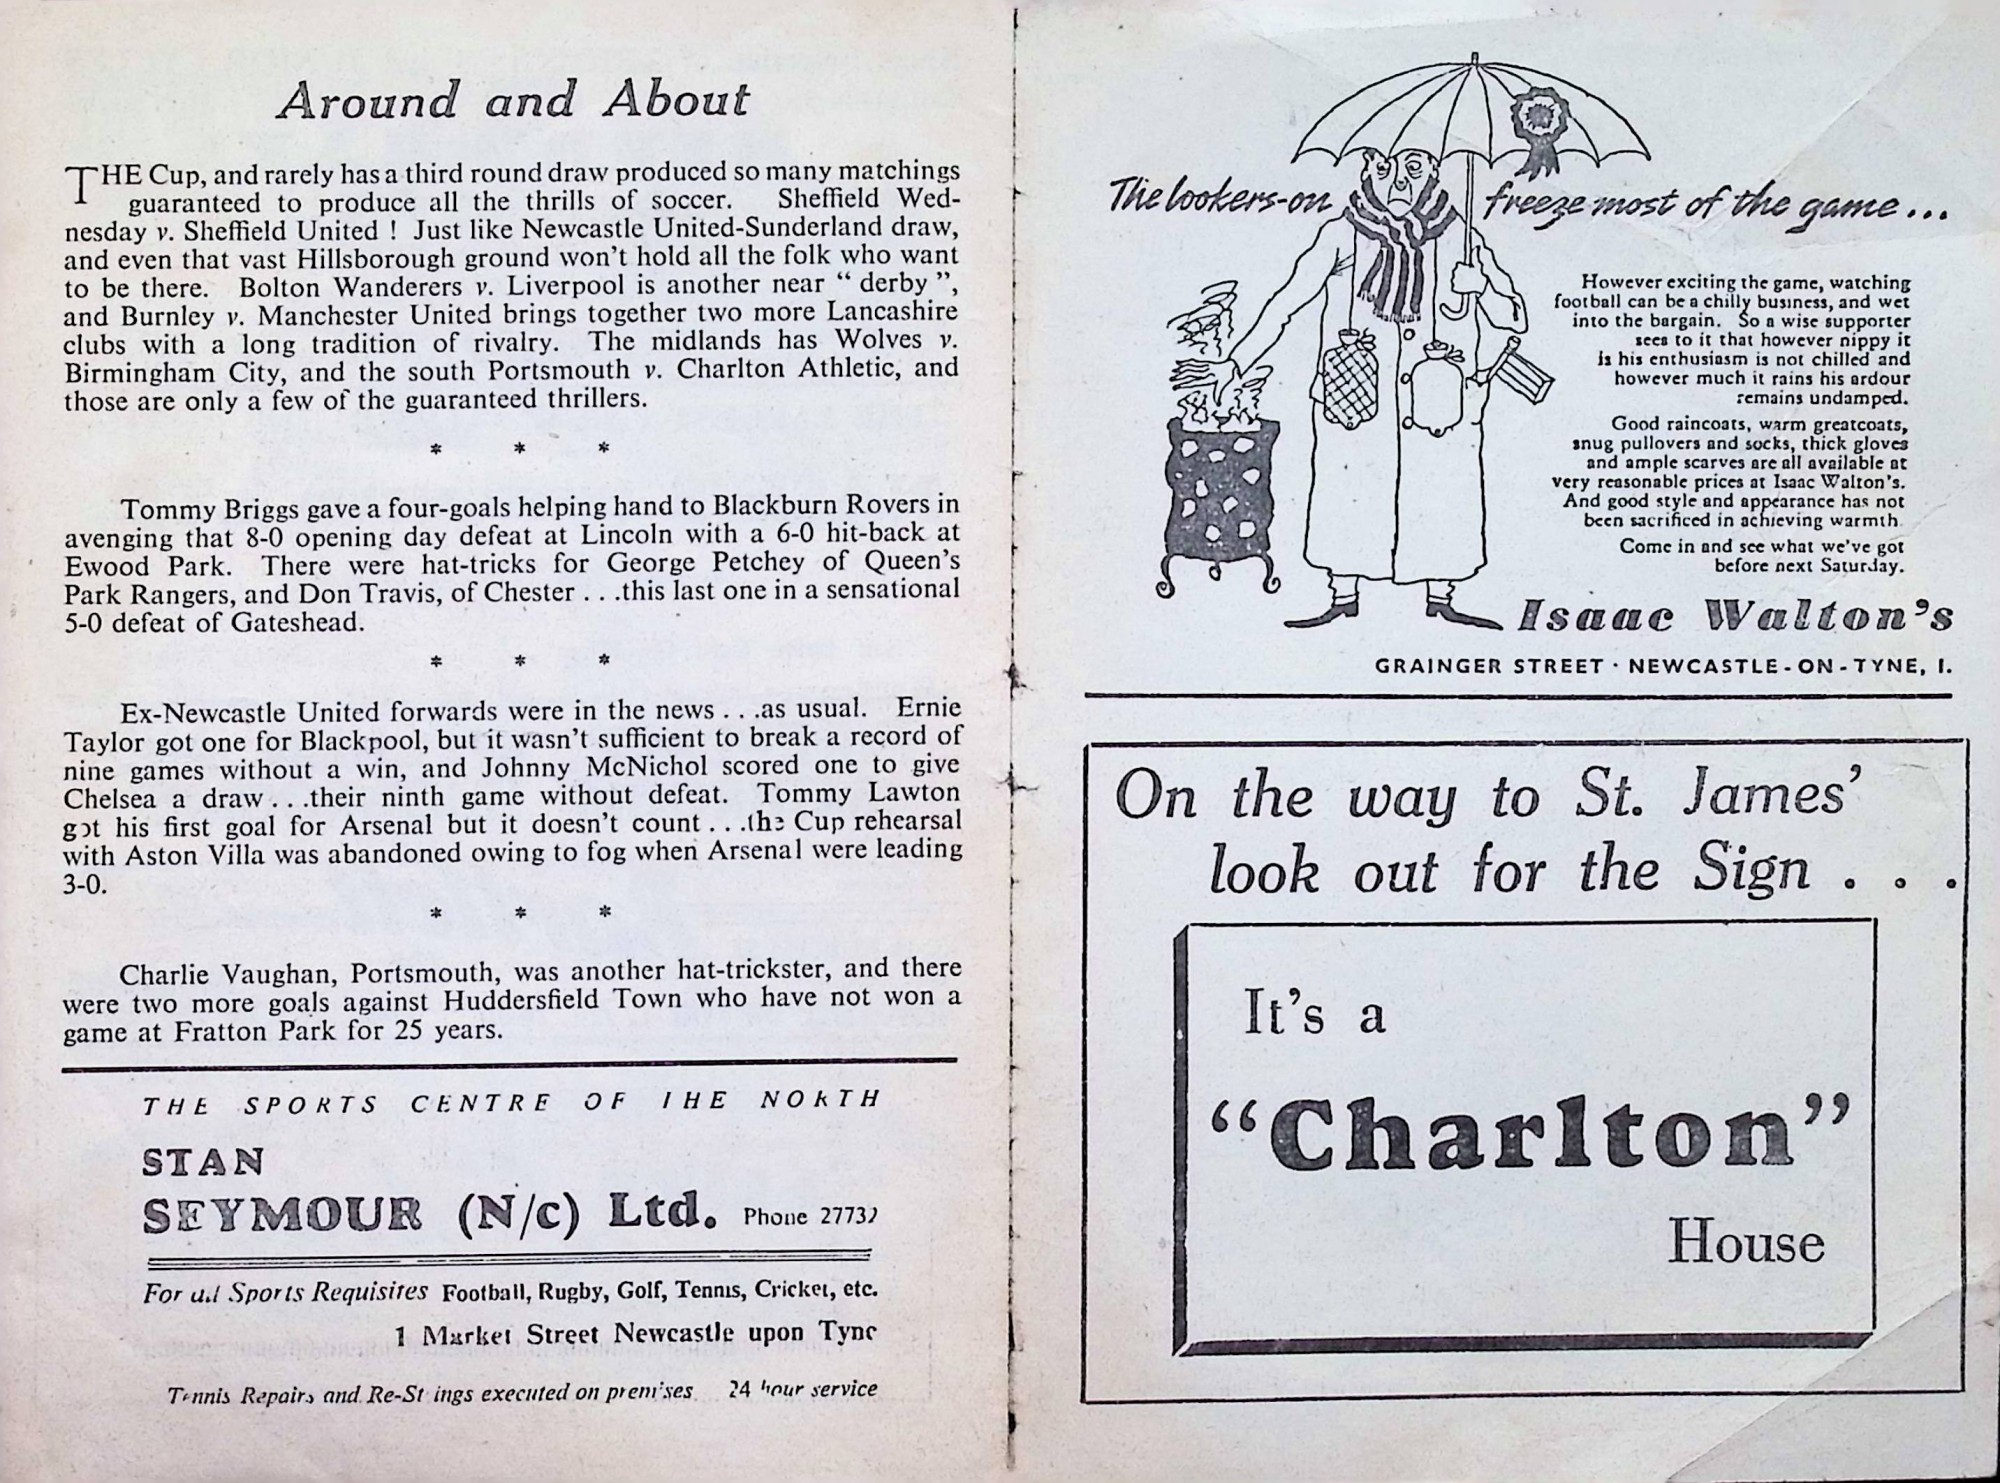 Around and About
THE Cup, and rarely has a third round draw produced so many matchings
guaranteed to produce all the thrills of soccer. Sheffield Wed-
nesday v. Sheffield United ! Just like Newcastle United-Sunderland draw,
and even that vast Hillsborough ground won't hold all the folk who want
to be there. Bolton Wanderers v. Liverpool is another near “ derby ”,
and Burnley v. Manchester United brings together two more Lancashire
clubs with a long tradition of rivalry. The midlands has Wolves v.
Birmingham City, and the south Portsmouth v. Charlton Athletic, and
those are only a few of the guaranteed thrillers.
* * *
Tommy Briggs gave a four-goals helping hand to Blackburn Rovers in
avenging that 8-0 opening day defeat at Lincoln with a 6-0 hit-back at
Ewood Park. There were hat-tricks for George Petchey of Queen's
Park Rangers, and Don Travis, of Chester . . .this last one in a sensational
5-0 defeat of Gateshead.
* * *
Ex-Newcastle United forwards were in the news . . .as usual. Ernie
Taylor got one for Blackpool, but it wasn't sufficient to break a record of
nine games without a win, and Johnny McNichol scored one to give
Chelsea a draw . . .their ninth game without defeat. Tommy Lawton
got his first goal for Arsenal but it doesn't count . . .the Cup rehearsal
with Aston Villa was abandoned owing to fog when Arsenal were leading
3-0.
* * *
Charlie Vaughan, Portsmouth, was another hat-trickster, and there
were two more goals against Huddersfield Town who have not won a
game at Fratton Park for 25 years.
THE SPORTS CENTRE OF THE NORTH
STAN
SEYMOUR (N/c) Ltd. Phone 27732
For all Sports Requisites Football, Rugby, Golf, Tennis, Cricket, etc.
1 Market Street Newcastle upon Tyne
Tennis Repairs and Re-Stringings executed on premises 24 hour service
The lookers-on freeze most of the game ...
However exciting the game, watching
football can be a chilly business, and wet
into the bargain. So a wise supporter
sees to it that however nippy it
is his enthusiasm is not chilled and
however much it rains his ardour
remains undamped.
Good raincoats, warm greatcoats,
snug pullovers and socks, thick gloves
and ample scarves are all available at
very reasonable prices at Isaac Walton's.
And good style and appearance has not
been sacrificed in achieving warmth.
Come in and see what we've got
before next Saturday.
Isaac Walton's
GRAINGER STREET · NEWCASTLE-ON-TYNE, 1.
On the way to St. James'
look out for the Sign . . .
It's a
“Charlton”
House